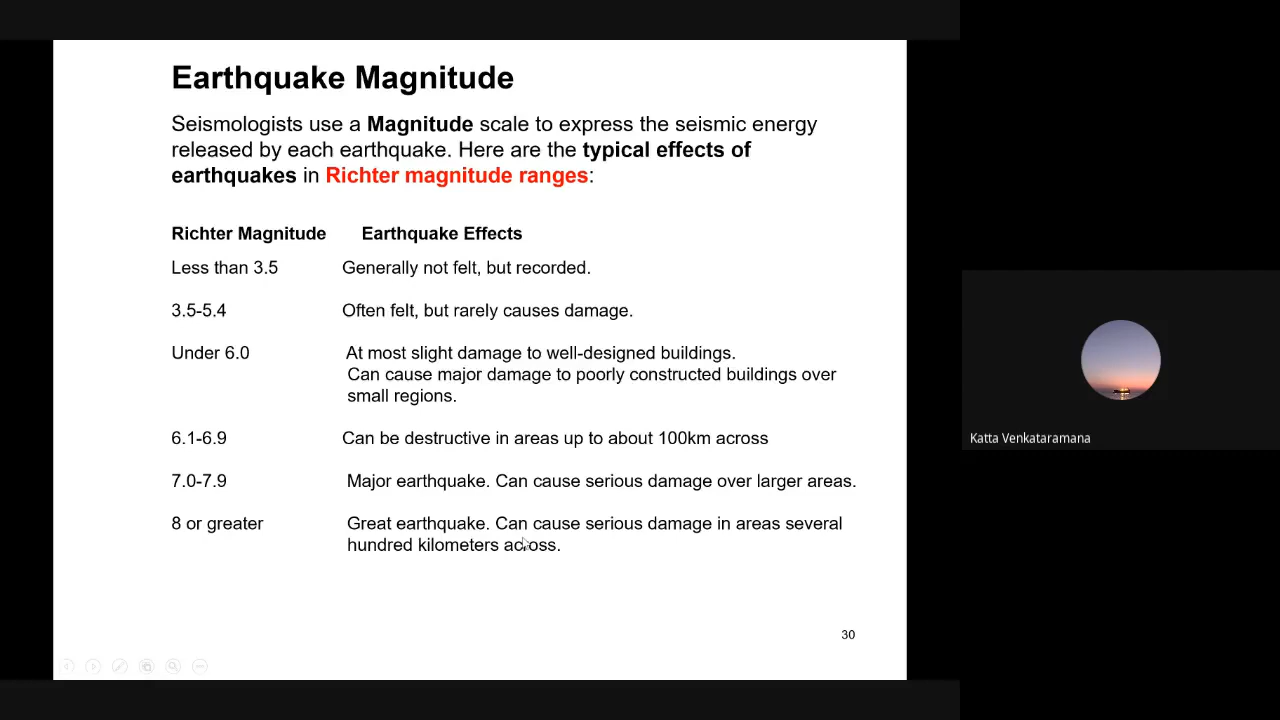 Earthquake Magnitude
Seismologists use a Magnitude scale to express the seismic energy
released by each earthquake. Here are the typical effects of
earthquakes in Richter magnitude ranges:
Richter Magnitude Earthquake Effects
Less than 3.5 Generally not felt, but recorded.
3.5-5.4 Often felt, but rarely causes damage.
Under 6.0 At most slight damage to well-designed buildings.
Can cause major damage to poorly constructed buildings over
small regions.
6.1-6.9 Can be destructive in areas up to about 100km across
7.0-7.9 Major earthquake. Can cause serious damage over larger areas.
8 or greater Great earthquake. Can cause serious damage in areas several
hundred kilometers across.
30
Katta Venkataramana